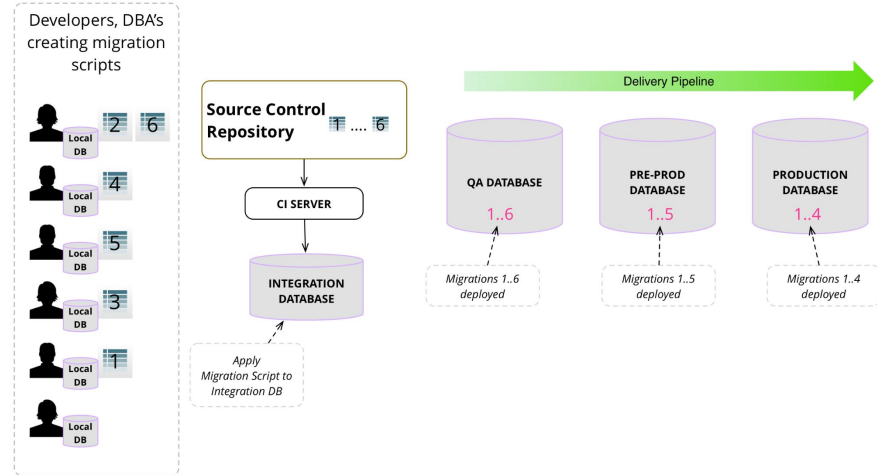 Developers, DBA's
creating migration
scripts
Local
DB
2
6
Local
DB
4
Local
DB
5
Local
DB
3
Local
DB
1
Local
DB
Source Control
Repository
1 .... 6
CI SERVER
INTEGRATION
DATABASE
Apply
Migration Script to
Integration DB
Delivery Pipeline
QA DATABASE
1..6
Migrations 1..6
deployed
PRE-PROD
DATABASE
1..5
Migrations 1..5
deployed
PRODUCTION
DATABASE
1..4
Migrations 1..4
deployed